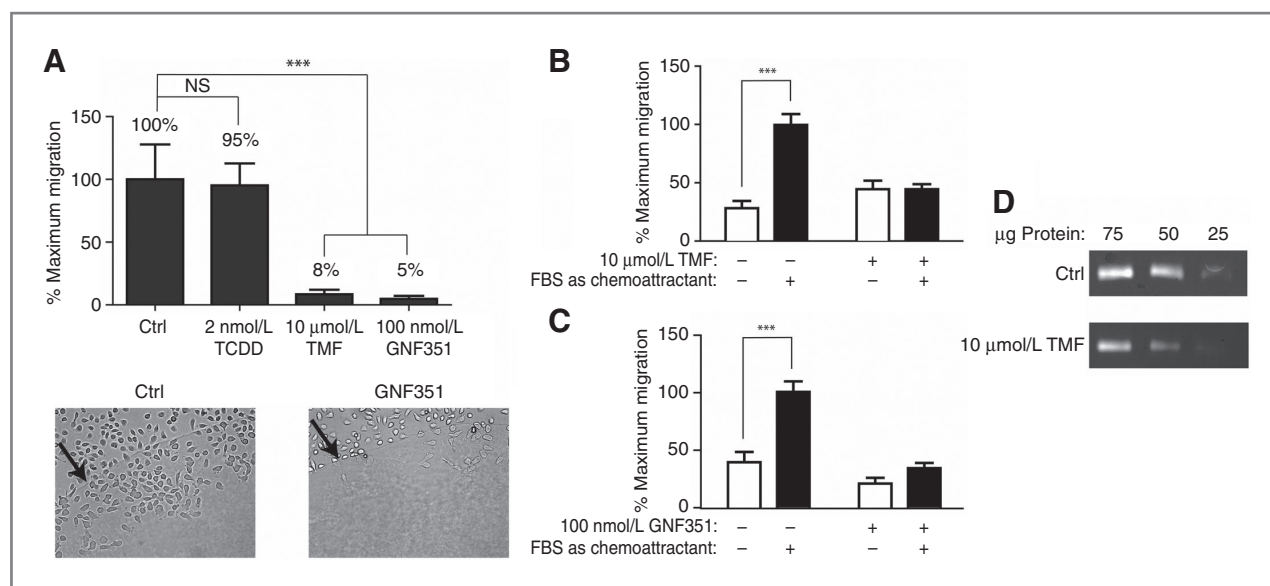 A
***
NS
% Maximum migration
150
100
50
0
100%
95%
8%
5%
Ctrl
2 nmol/L
TCDD
10 μmol/L
TMF
100 nmol/L
GNF351
Ctrl
GNF351
B
***
% Maximum migration
150
100
50
0
10 μmol/L TMF: – – + +
FBS as chemoattractant: – + – +
C
***
% Maximum migration
150
100
50
0
100 nmol/L GNF351: – – + +
FBS as chemoattractant: – + – +
D
μg Protein: 75 50 25
Ctrl
10 μmol/L TMF